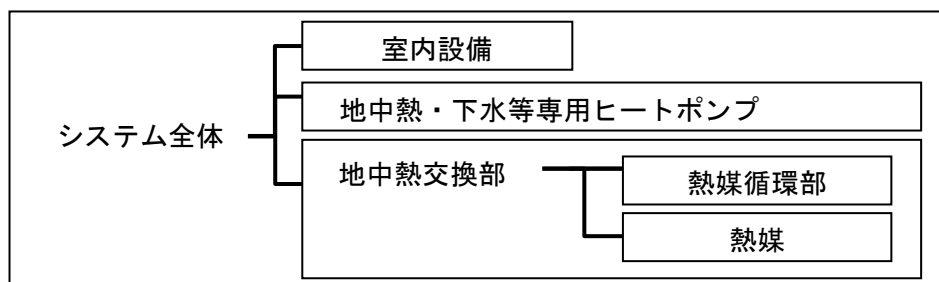 室内設備
地中熱・下水等専用ヒートポンプ
システム全体
地中熱交換部
熱媒循環部
熱媒